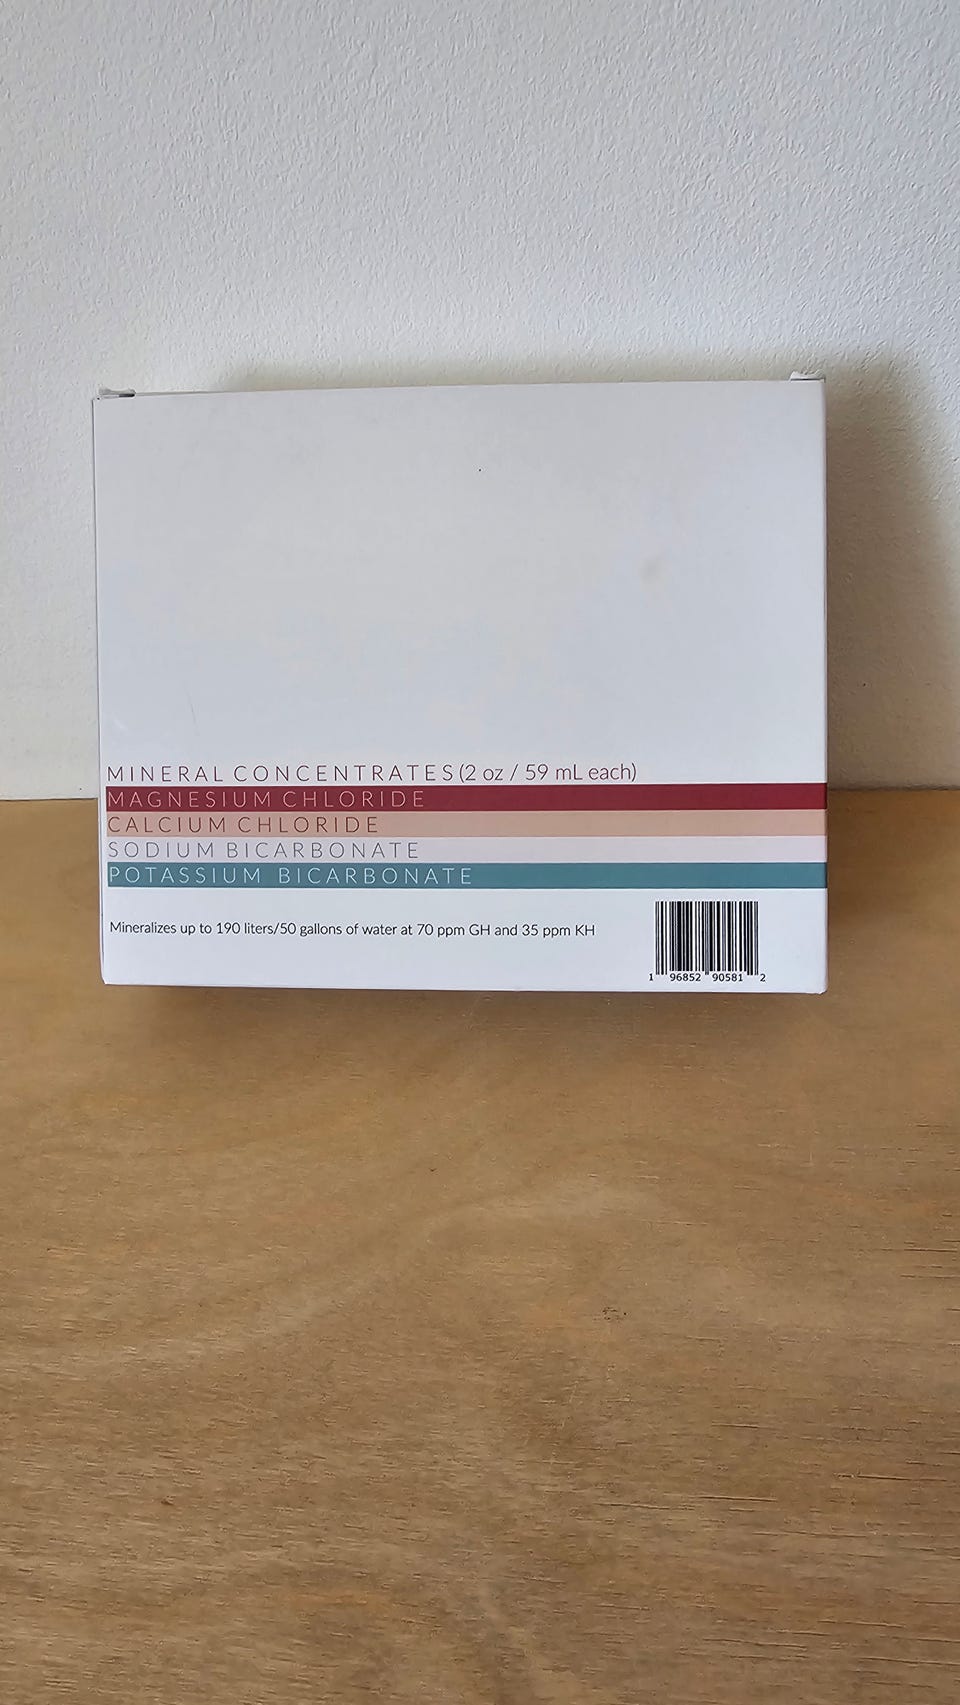 MINERAL CONCENTRATES (2 oz / 59 mL each)
MAGNESIUM CHLORIDE
CALCIUM CHLORIDE
SODIUM BICARBONATE
POTASSIUM BICARBONATE
Mineralizes up to 190 liters/50 gallons of water at 70 ppm GH and 35 ppm KH
1 96852 90581 2